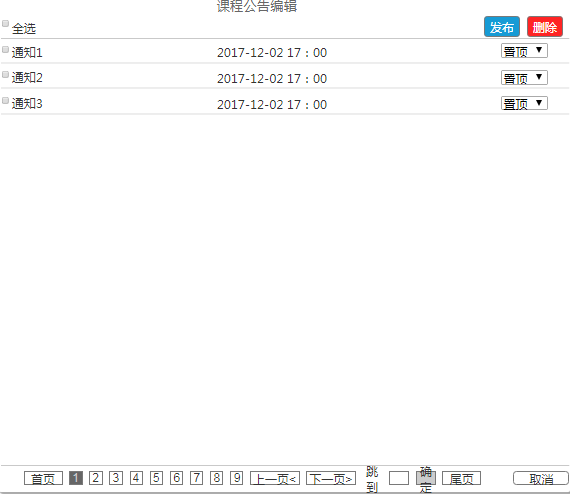 课程公告编辑
全选 发布 删除
通知1 2017-12-02 17：00 置顶
通知2 2017-12-02 17：00 置顶
通知3 2017-12-02 17：00 置顶
首页 1 2 3 4 5 6 7 8 9 上一页< 下一页> 跳到 确定 尾页 取消